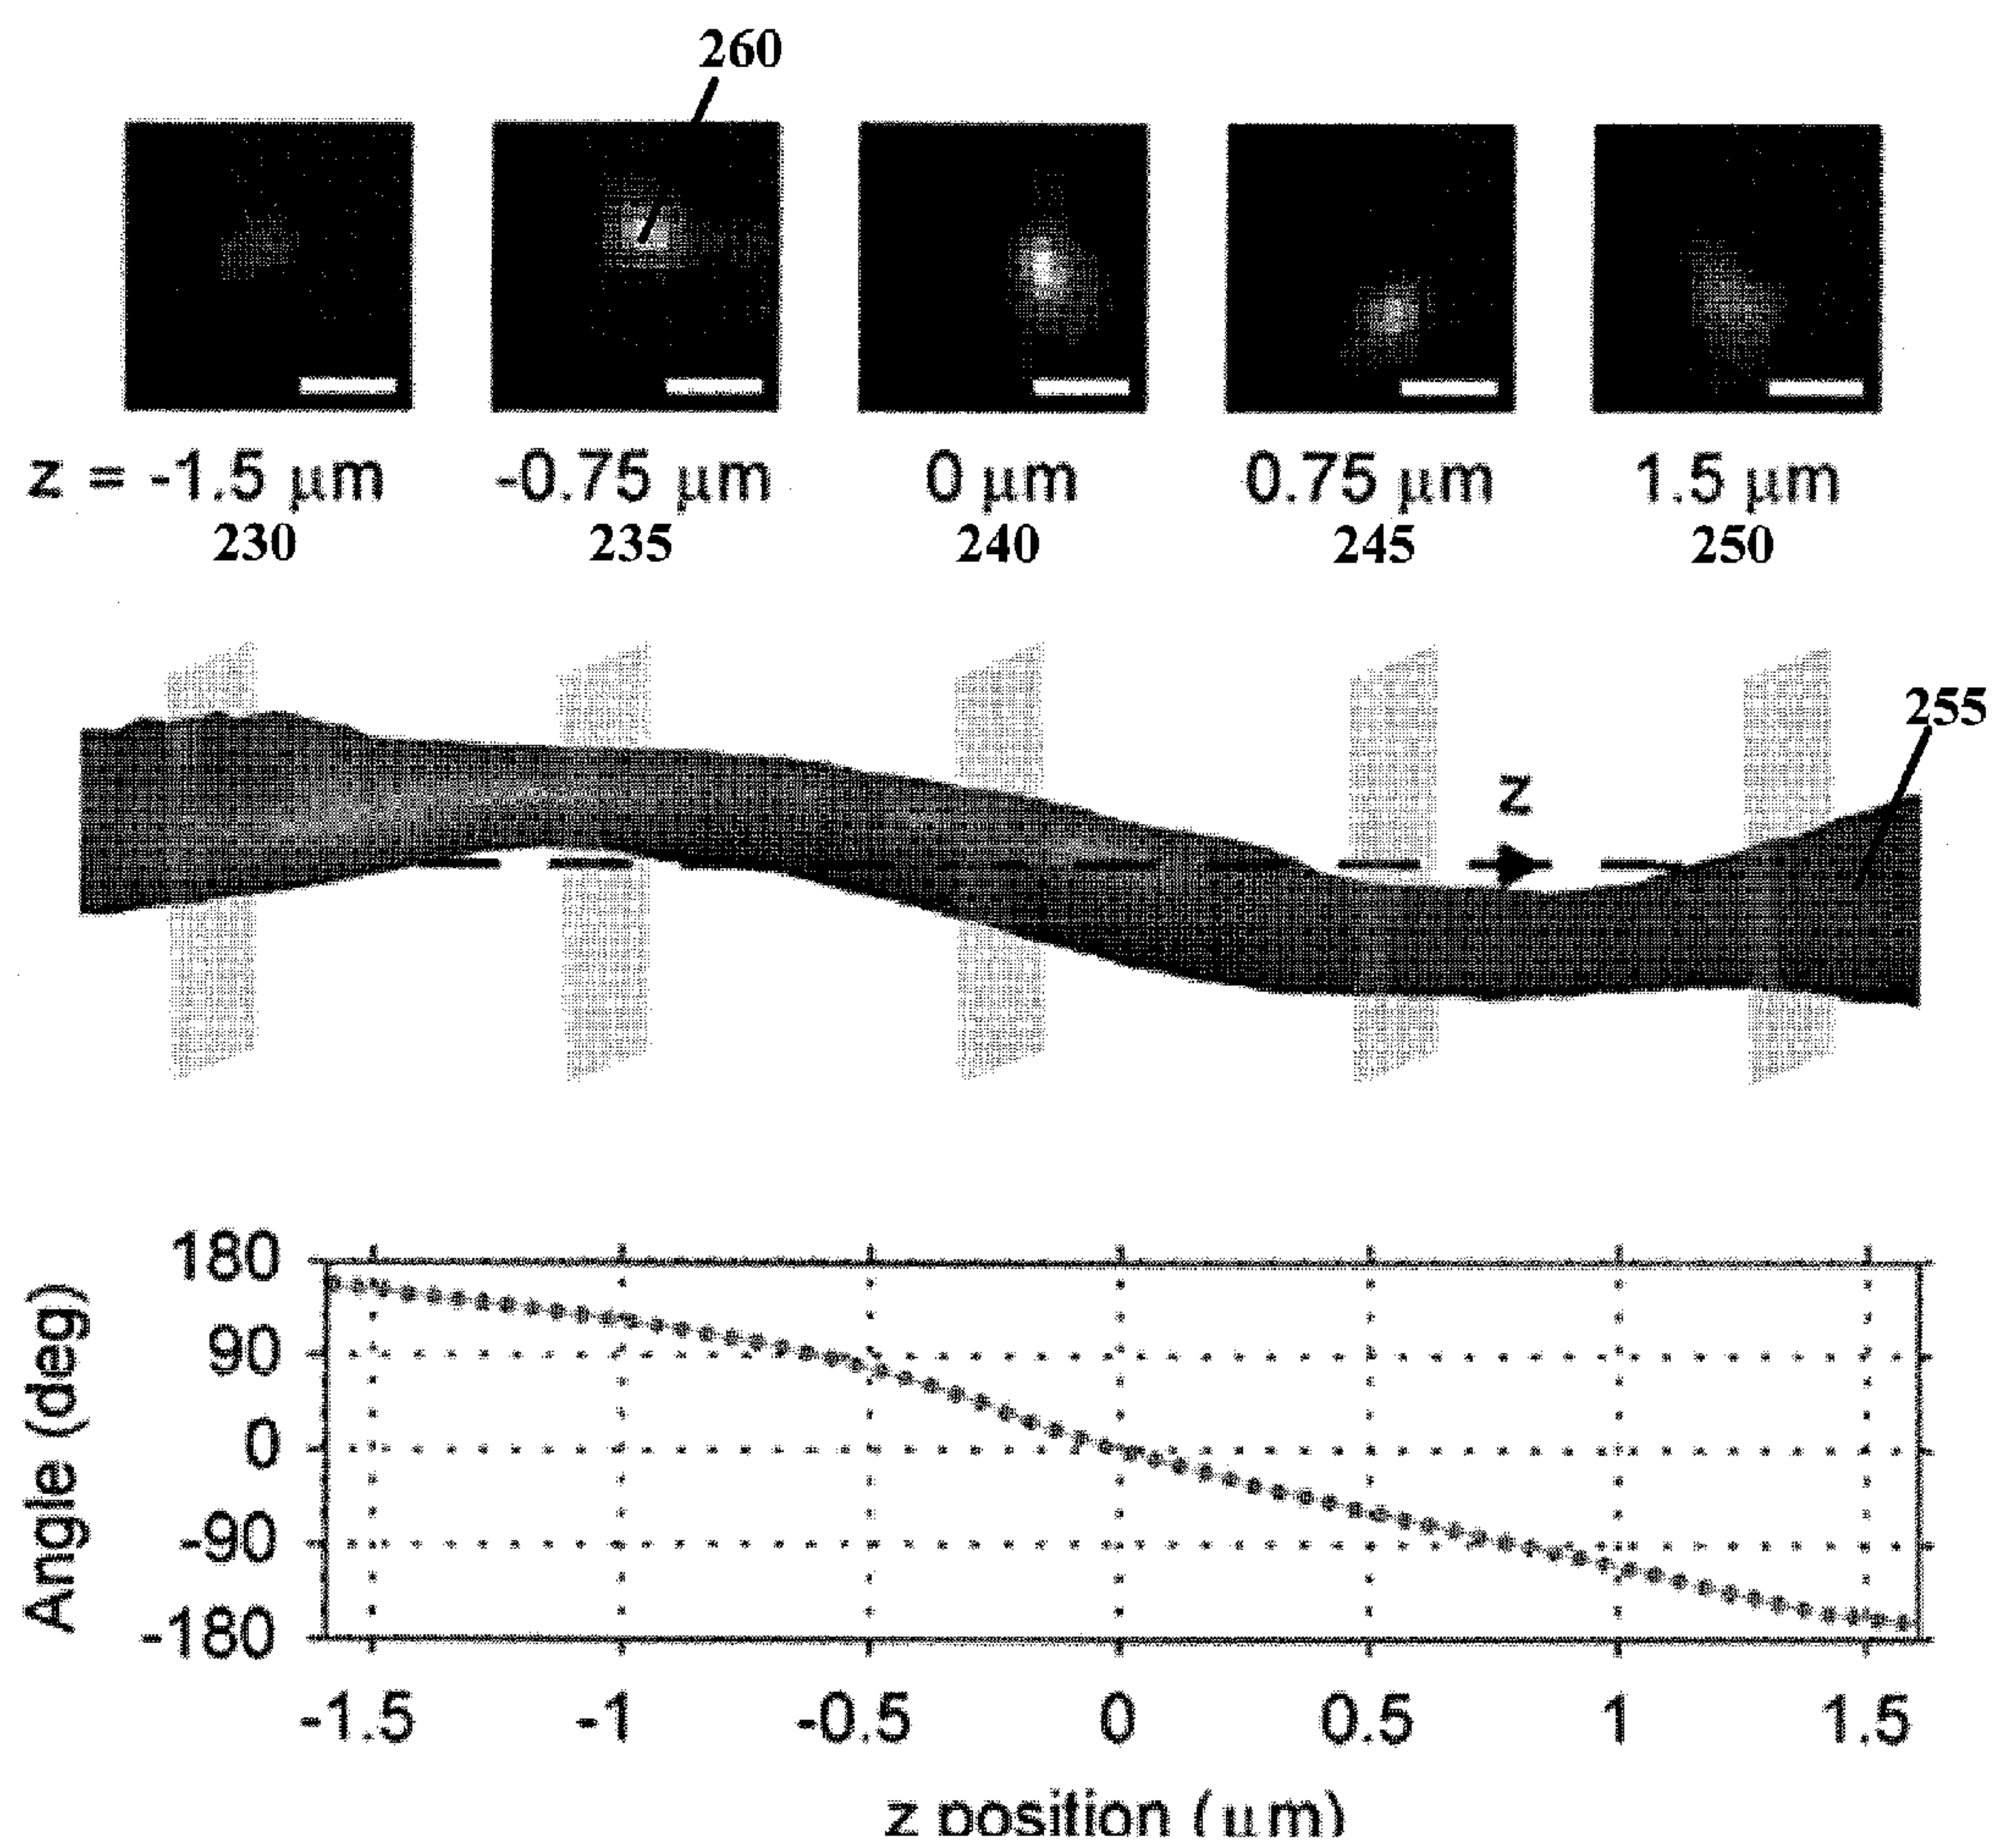 260
z = -1.5 μm -0.75 μm 0 μm 0.75 μm 1.5 μm
230 235 240 245 250
255
z
Angle (deg)
180
90
0
-90
-180
-1.5 -1 -0.5 0 0.5 1 1.5
z position (μm)